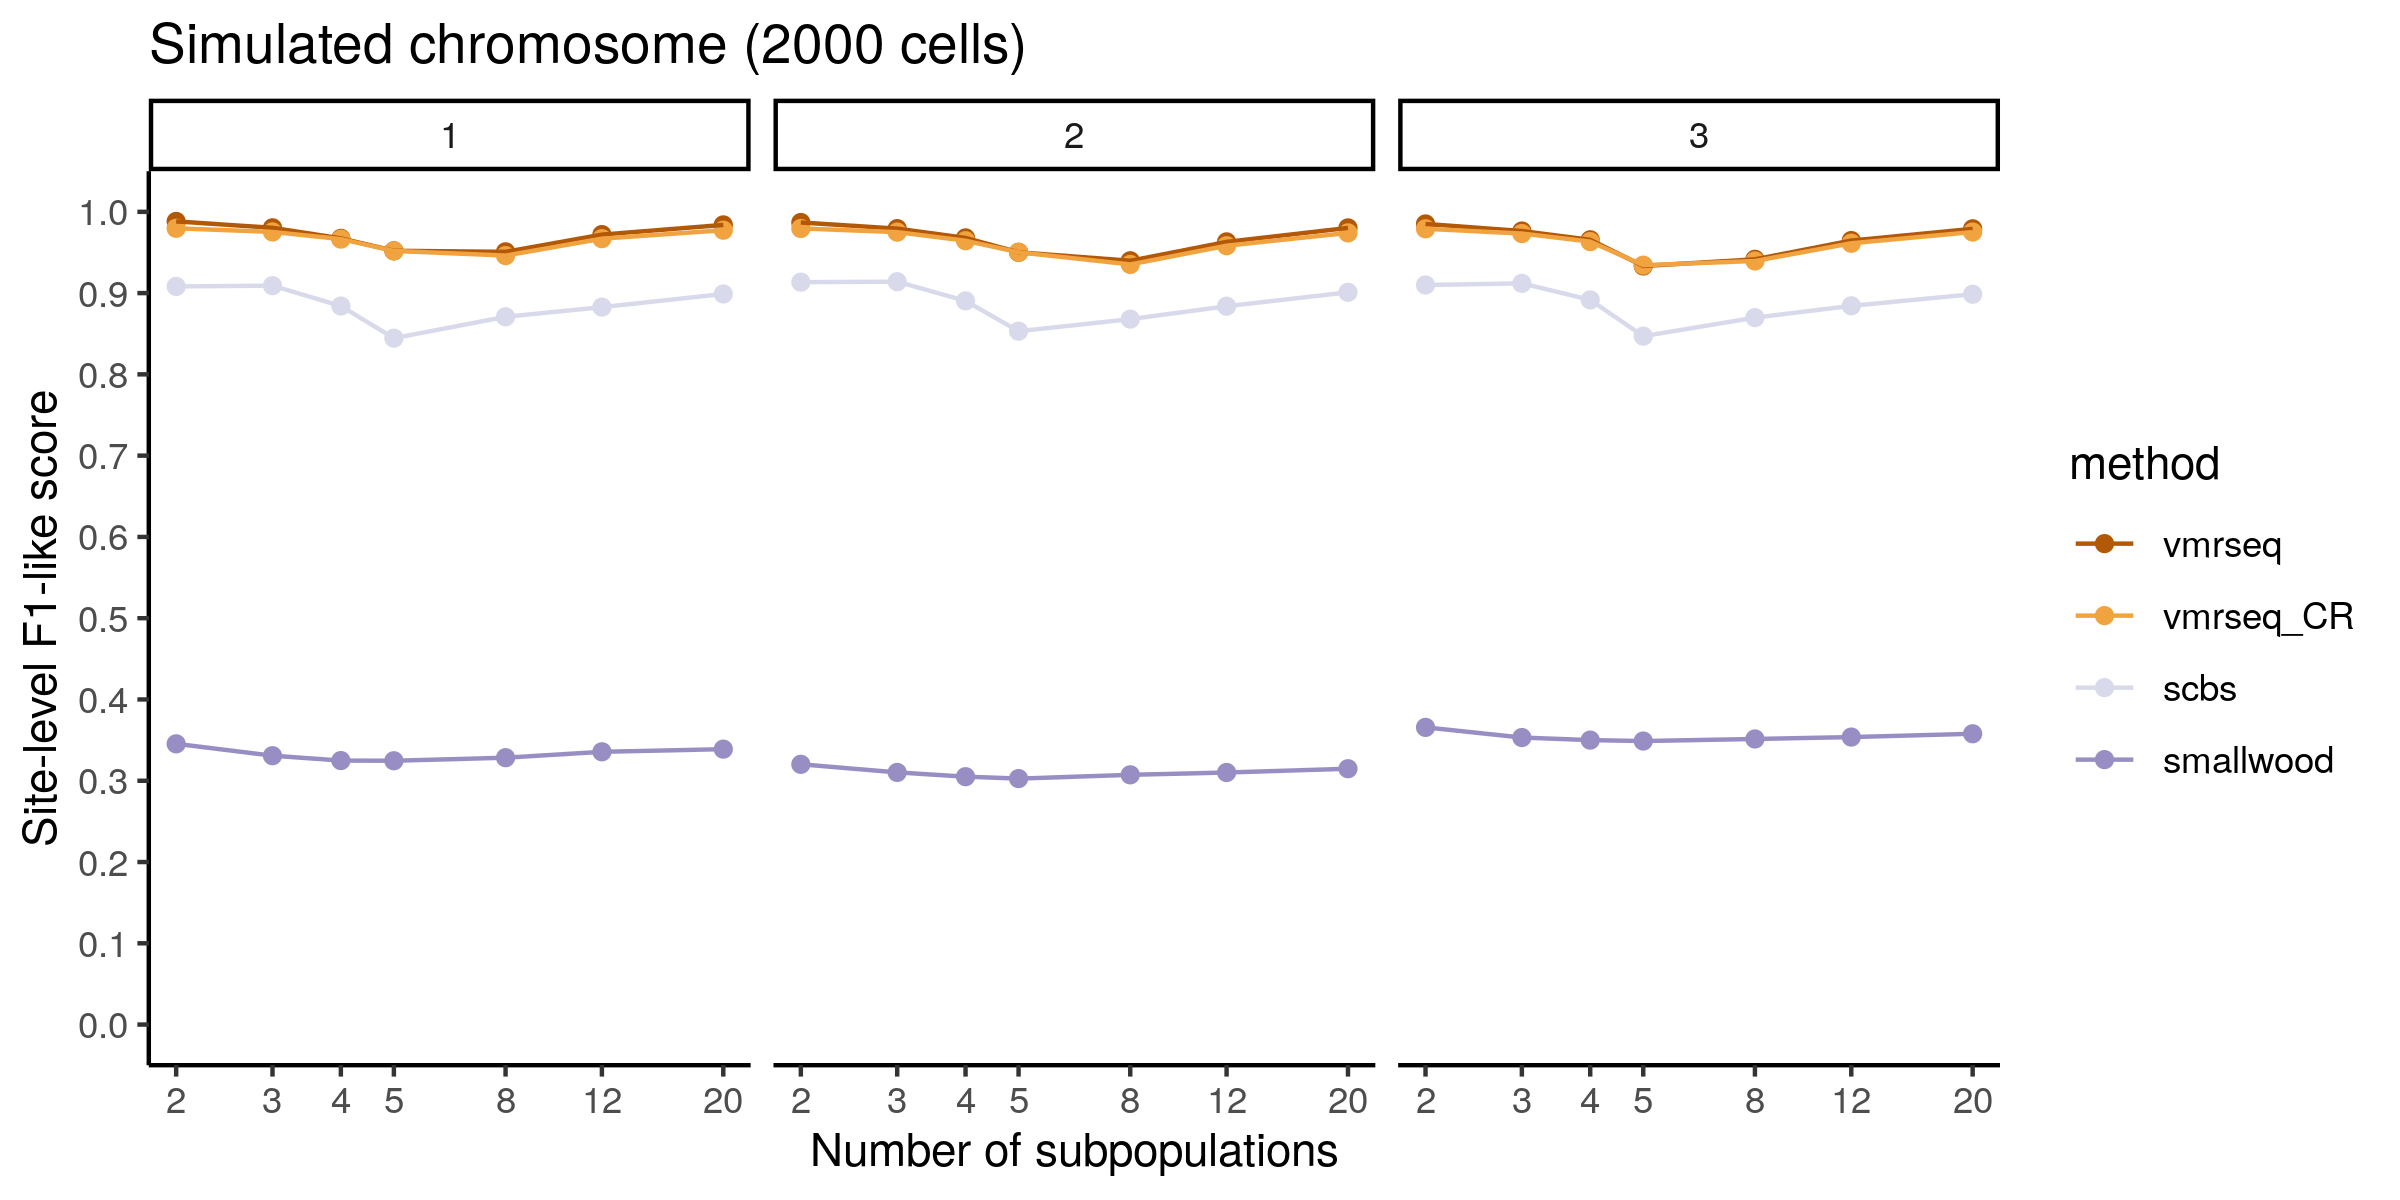 Simulated chromosome (2000 cells)
1 2 3
1.0
0.9
0.8
0.7
0.6
0.5
0.4
0.3
0.2
0.1
0.0
Site-level F1-like score
2 3 4 5 8 12 20 2 3 4 5 8 12 20 2 3 4 5 8 12 20
Number of subpopulations
method
vmrseq
vmrseq_CR
scbs
smallwood